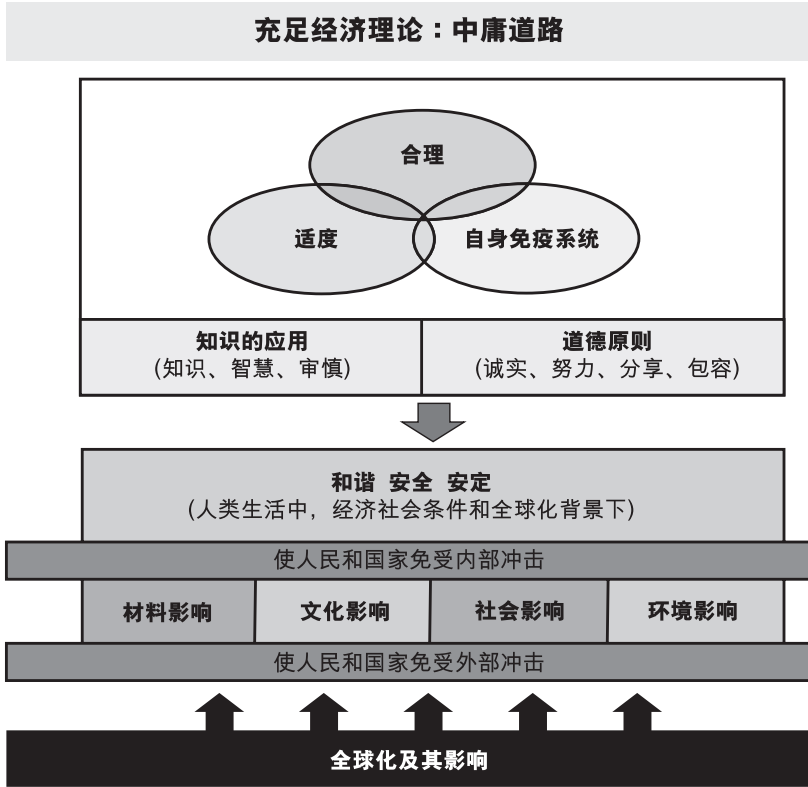 充足经济理论：中庸道路
合理
适度
自身免疫系统
知识的应用
(知识、智慧、审慎)
道德原则
(诚实、努力、分享、包容)
和谐 安全 安定
(人类生活中，经济社会条件和全球化背景下)
使人民和国家免受内部冲击
材料影响
文化影响
社会影响
环境影响
使人民和国家免受外部冲击
全球化及其影响